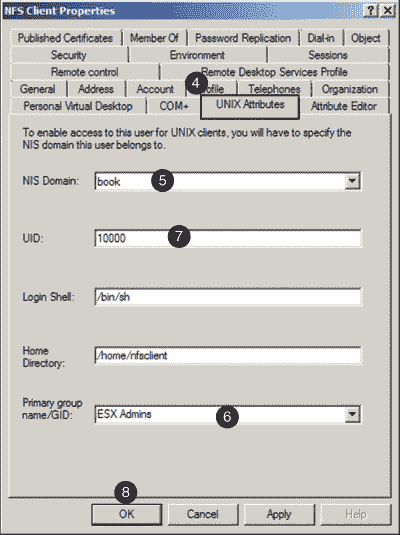 NFS Client Properties
Published Certificates Member Of Password Replication Dial-in Object
Security Environment Sessions
Remote control Remote Desktop Services Profile
4
General Address Account ofile Telephones Organization
Personal Virtual Desktop COM+ UNIX Attributes Attribute Editor
To enable access to this user for UNIX clients, you will have to specify the
NIS domain this user belongs to.
NIS Domain: book 5
UID: 10000 7
Login Shell: /bin/sh
Home
Directory: /home/nfsclient
Primary group
name/GID: ESX Admins 6
8
OK Cancel Apply Help